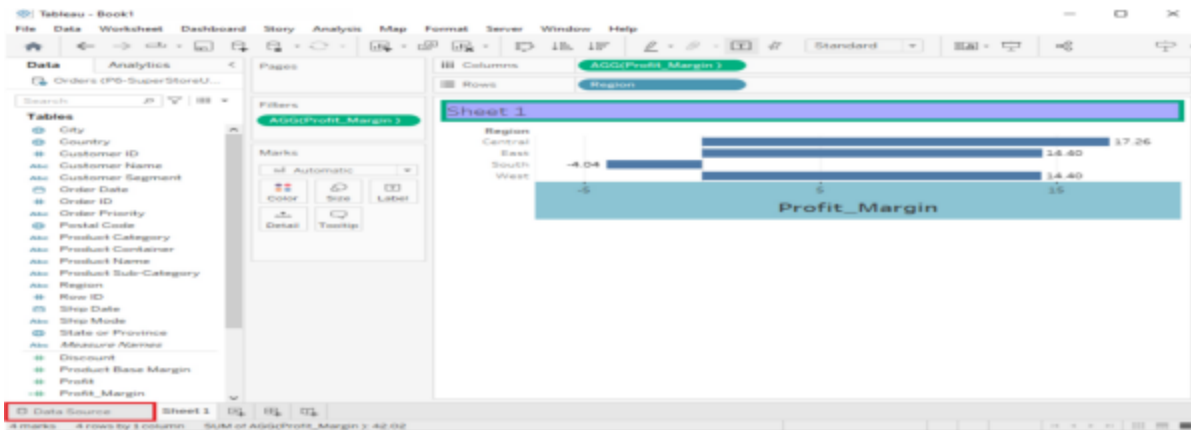 Tableau - Book1
File Data Worksheet Dashboard Story Analysis Map Format Server Window Help
Standard
Data Analytics
Orders (P6-SuperStoreU...
Search
Tables
City
Country
Customer ID
Customer Name
Customer Segment
Order Date
Order ID
Order Priority
Postal Code
Product Category
Product Container
Product Name
Product Sub-Category
Region
Row ID
Ship Date
Ship Mode
State or Province
Measure Names
Discount
Product Base Margin
Profit
Profit_Margin
Pages
Filters
AGG(Profit_Margin )
Marks
Automatic
Color Size Label
Detail Tooltip
Columns AGG(Profit_Margin )
Rows Region
Sheet 1
Region
Central 17.26
East 14.40
South -4.04
West 14.40
-5 5 15
Profit_Margin
Data Source Sheet 1
4 marks 4 rows by 1 column SUM of AGG(Profit_Margin ): 42.02